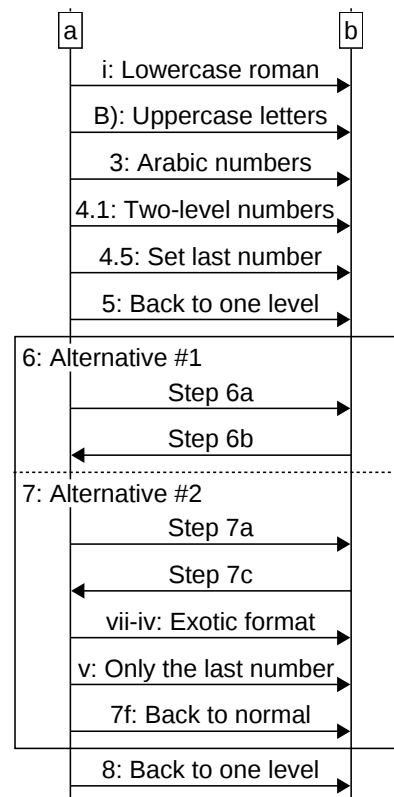 a
b
i: Lowercase roman
B): Uppercase letters
3: Arabic numbers
4.1: Two-level numbers
4.5: Set last number
5: Back to one level
6: Alternative #1
Step 6a
Step 6b
7: Alternative #2
Step 7a
Step 7c
vii-iv: Exotic format
v: Only the last number
7f: Back to normal
8: Back to one level